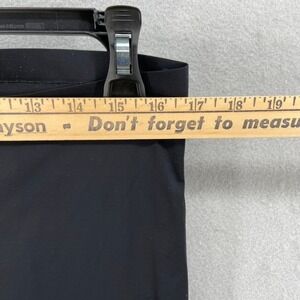 13 14 15 16 17 18 19
ayson - Don't forget to measu